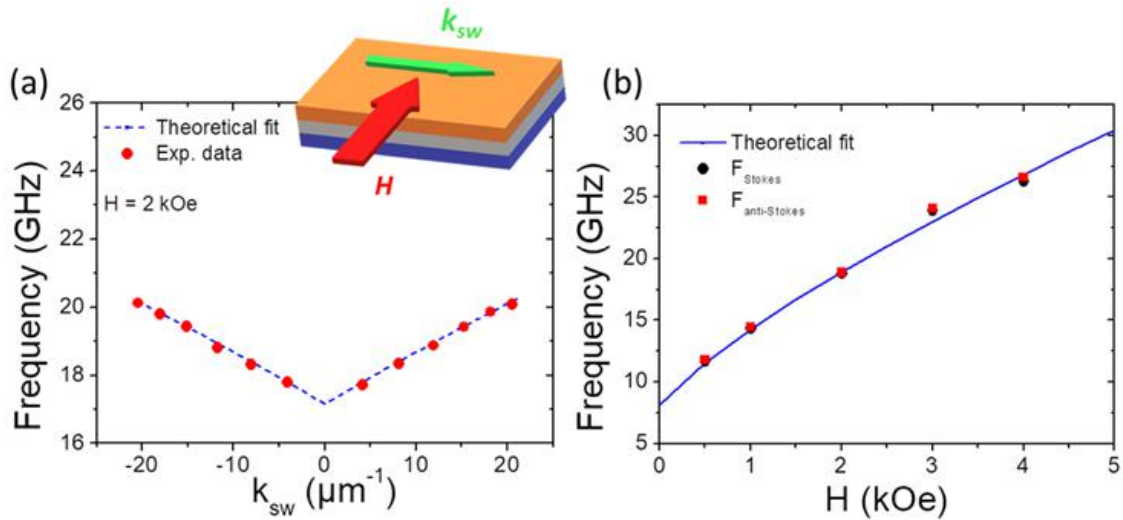 (a)
k_sw
H
26
24
22
20
18
16
Frequency (GHz)
Theoretical fit
Exp. data
H = 2 kOe
-20 -10 0 10 20
k_sw (µm⁻¹)
(b)
30
25
20
15
10
5
Frequency (GHz)
Theoretical fit
F_Stokes
F_anti-Stokes
0 1 2 3 4 5
H (kOe)